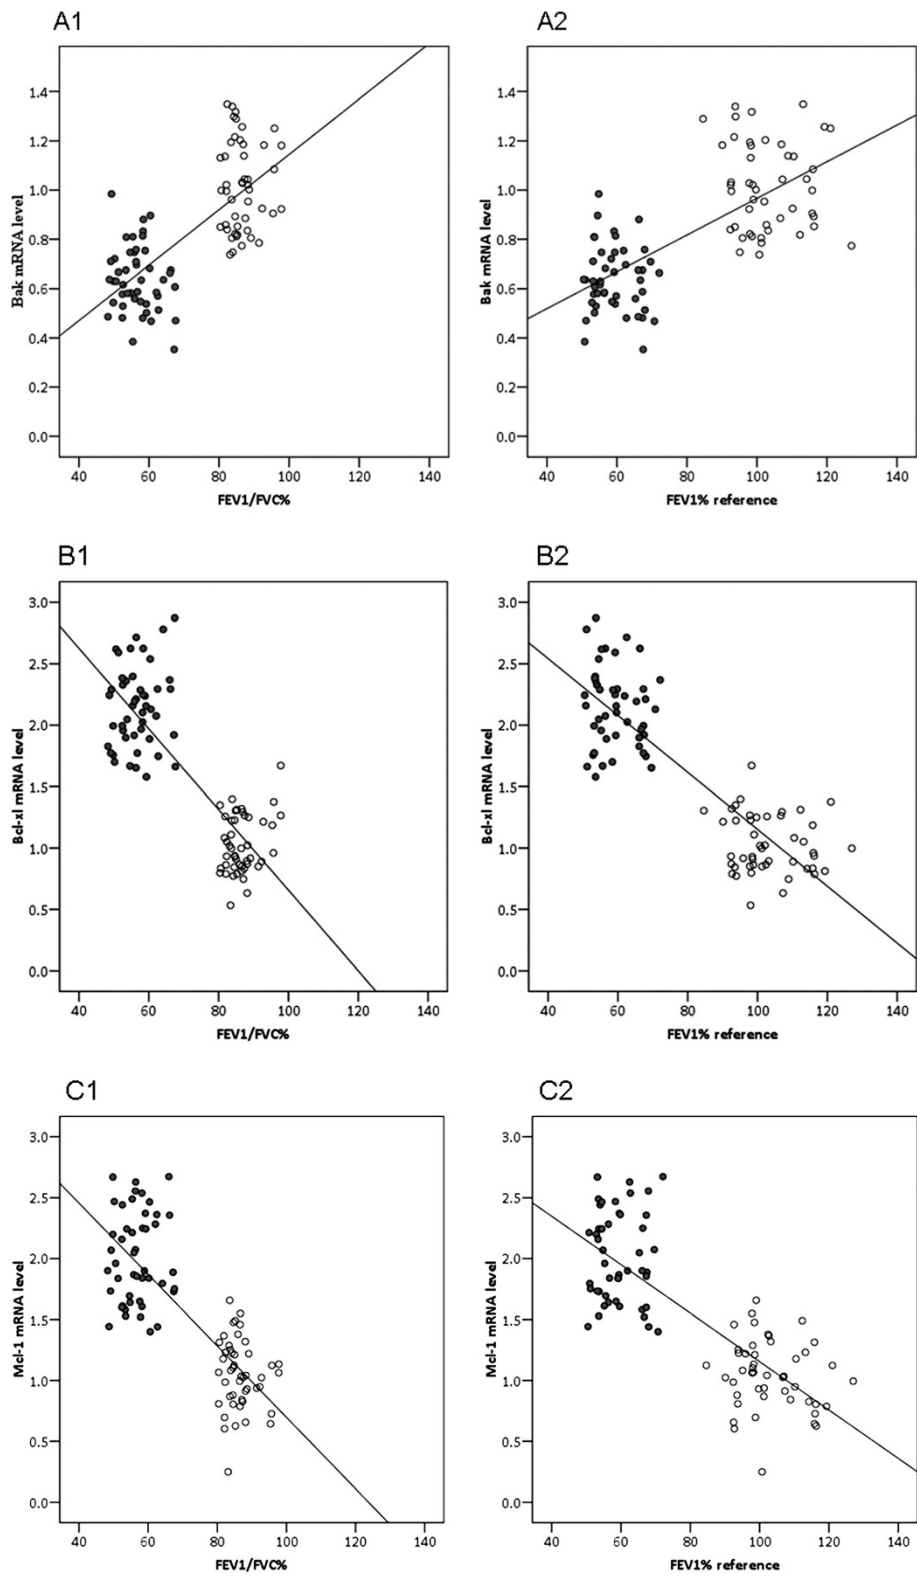 A1
A2
Bak mRNA level
1.4
1.2
1.0
0.8
0.6
0.4
0.2
0.0
40 60 80 100 120 140
FEV1/FVC%
Bak mRNA level
1.4
1.2
1.0
0.8
0.6
0.4
0.2
0.0
40 60 80 100 120 140
FEV1% reference
B1
B2
Bcl-xl mRNA level
3.0
2.5
2.0
1.5
1.0
0.5
0.0
40 60 80 100 120 140
FEV1/FVC%
Bcl-xl mRNA level
3.0
2.5
2.0
1.5
1.0
0.5
0.0
40 60 80 100 120 140
FEV1% reference
C1
C2
Mcl-1 mRNA level
3.0
2.5
2.0
1.5
1.0
0.5
0.0
40 60 80 100 120 140
FEV1/FVC%
Mcl-1 mRNA level
3.0
2.5
2.0
1.5
1.0
0.5
0.0
40 60 80 100 120 140
FEV1% reference